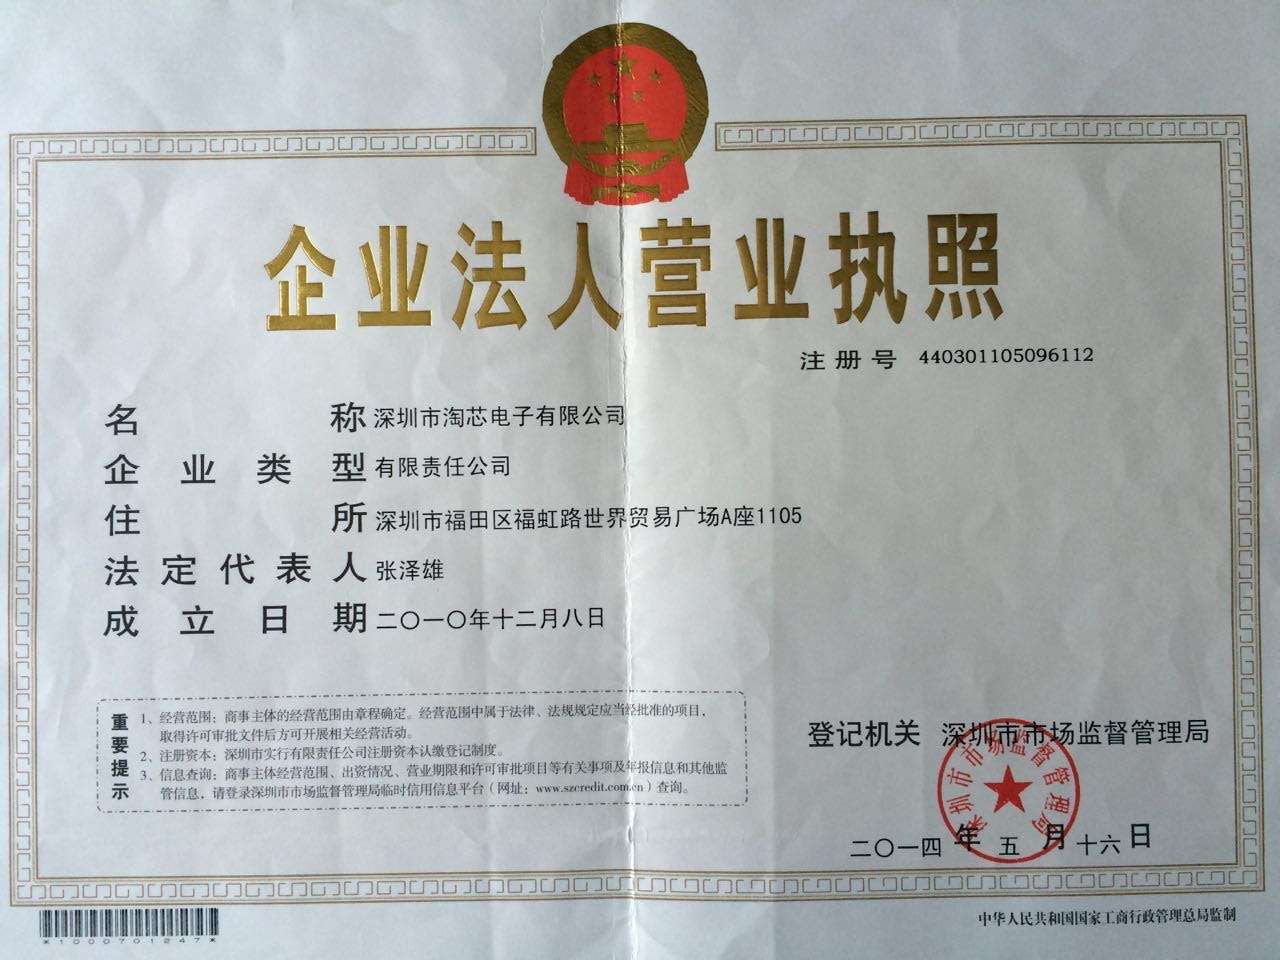 企业法人营业执照
注册号 440301105096112
名称 深圳市淘芯电子有限公司
企业类型 有限责任公司
住所 深圳市福田区福虹路世界贸易广场A座1105
法定代表人 张泽雄
成立日期 二〇一〇年十二月八日
重要提示
1、经营范围：商事主体的经营范围由章程确定。经营范围中属于法律、法规规定应当经批准的项目，
取得许可审批文件后方可开展相关经营活动。
2、注册资本：深圳市实行有限责任公司注册资本认缴登记制度。
3、信息查询：商事主体经营范围、出资情况、营业期限和许可审批项目等有关事项及年报信息和其他监
管信息，请登录深圳市市场监督管理局临时信用信息平台（网址：www.szcredit.com.cn）查询。
登记机关 深圳市市场监督管理局
深圳市市场监督管理局
二〇一四年五月十六日
*1000701247*
中华人民共和国国家工商行政管理总局监制